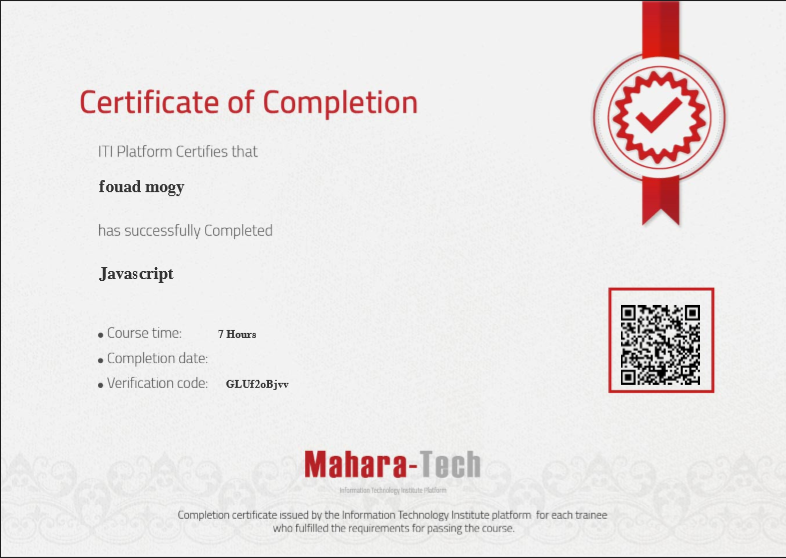 Certificate of Completion
ITI Platform Certifies that
fouad mogy
has successfully Completed
Javascript
• Course time: 7 Hours
• Completion date:
• Verification code: GLUf2oBjvv
Mahara-Tech
Information Technology Institute Platform
Completion certificate issued by the Information Technology Institute platform for each trainee
who fulfilled the requirements for passing the course.